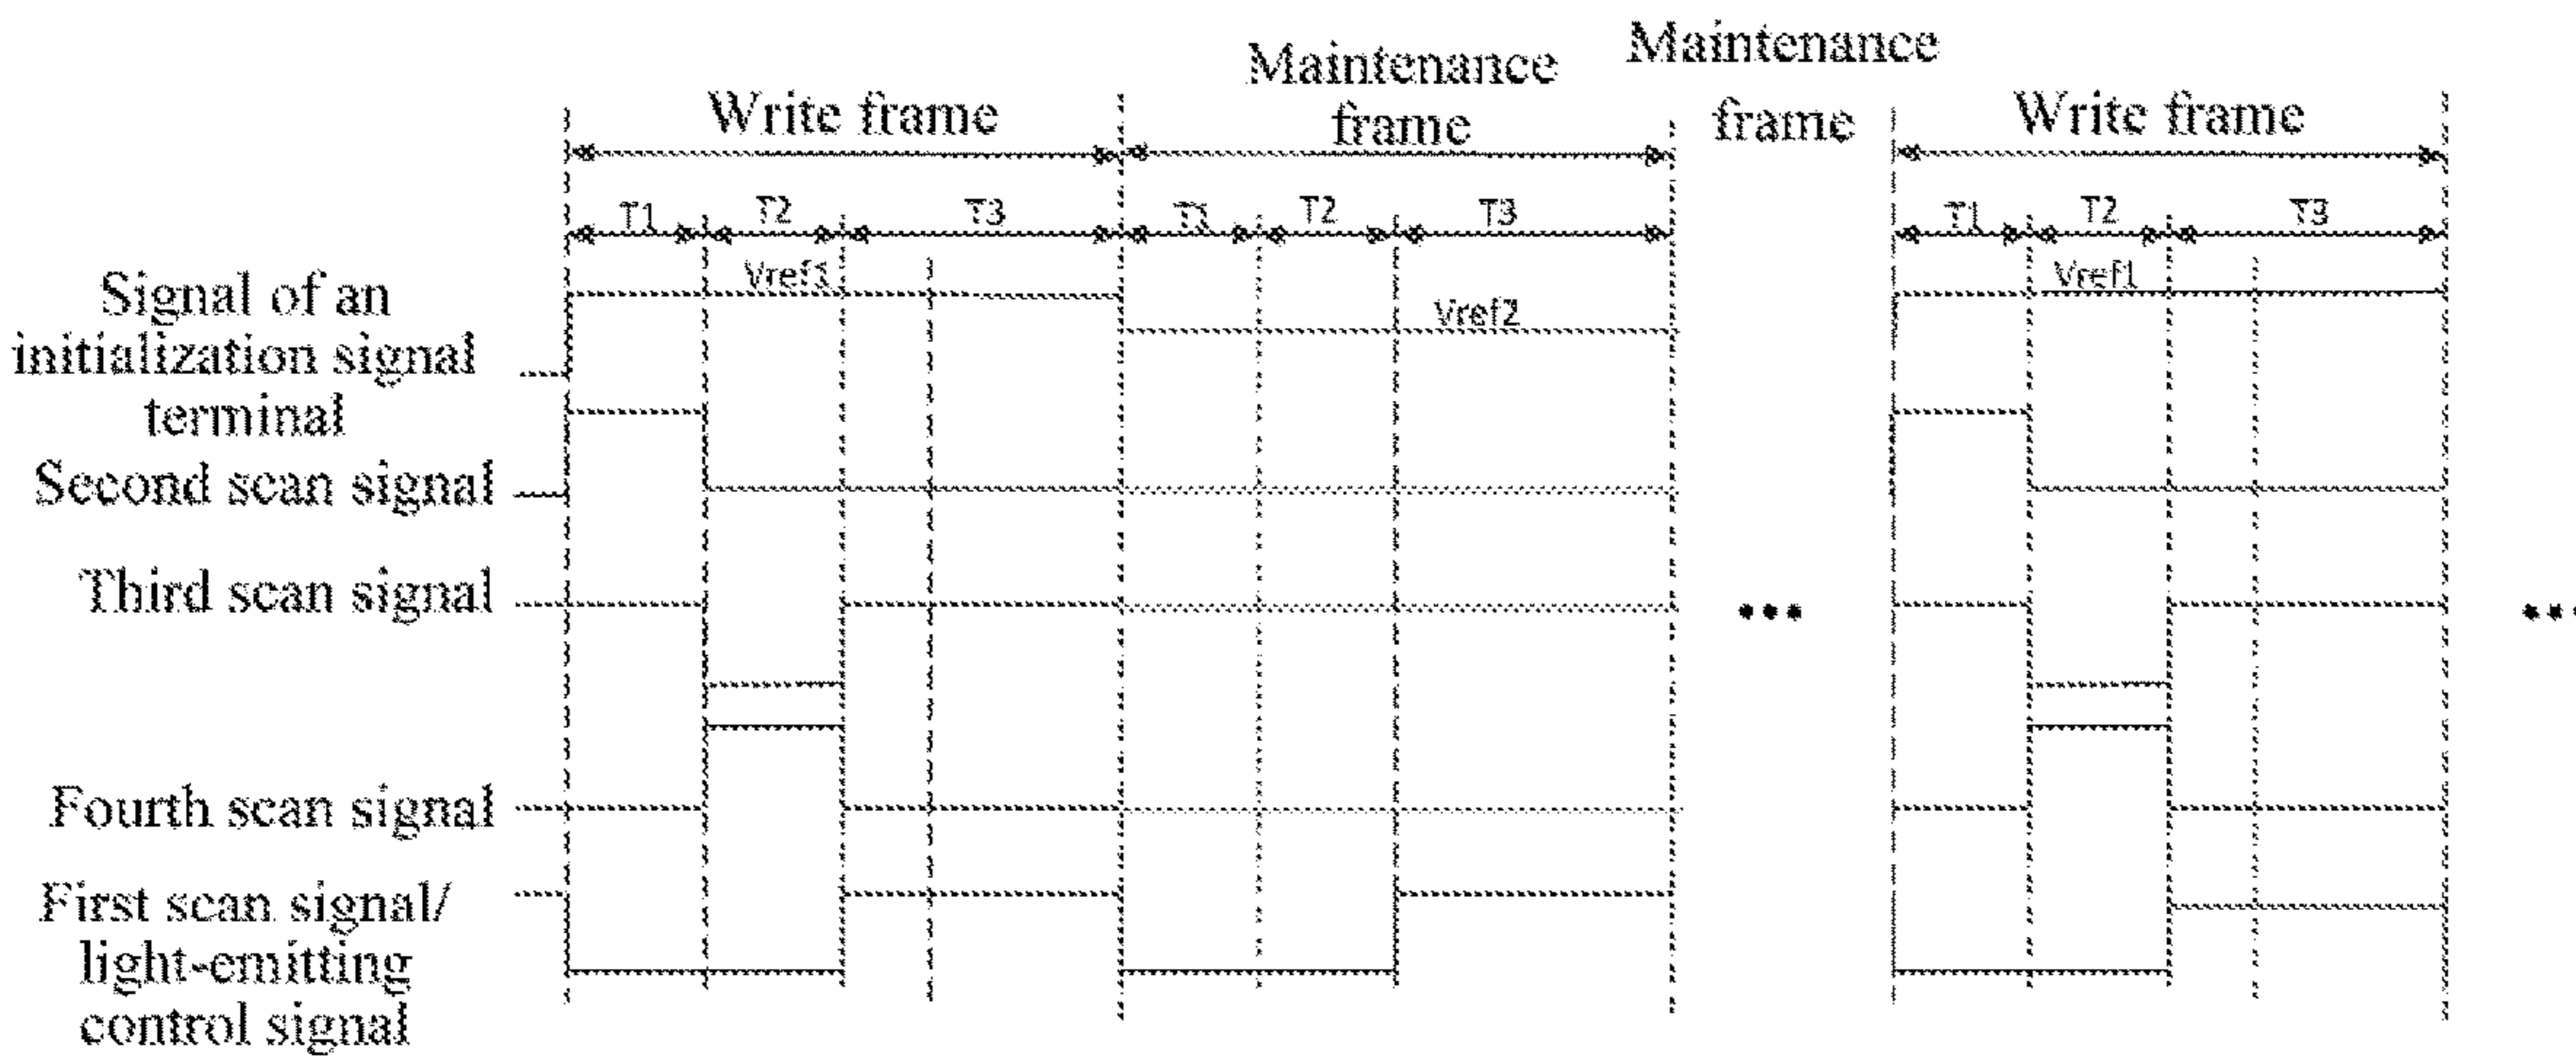 Write frame
Maintenance
frame
Maintenance
frame
Write frame
T1
T2
T3
T1
T2
T3
T1
T2
T3
Vref1
Vref2
Vref1
Signal of an
initialization signal
terminal
Second scan signal
Third scan signal
•••
•••
Fourth scan signal
First scan signal/
light-emitting
control signal